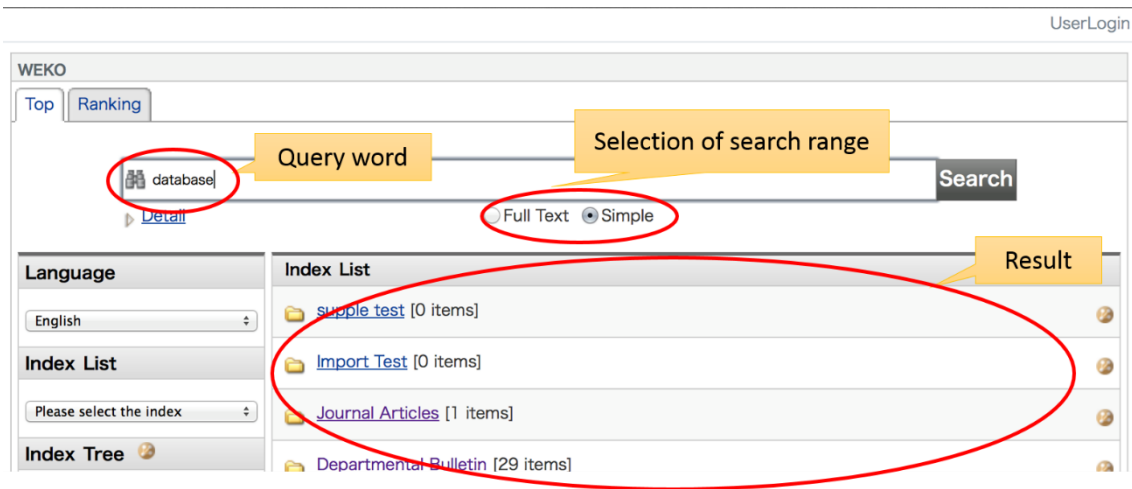 UserLogin
WEKO
Top Ranking
Query word
Selection of search range
database
Search
Detail
Full Text Simple
Result
Language
English
Index List
Please select the index
Index Tree
Index List
supple test [0 items]
Import Test [0 items]
Journal Articles [1 items]
Departmental Bulletin [29 items]